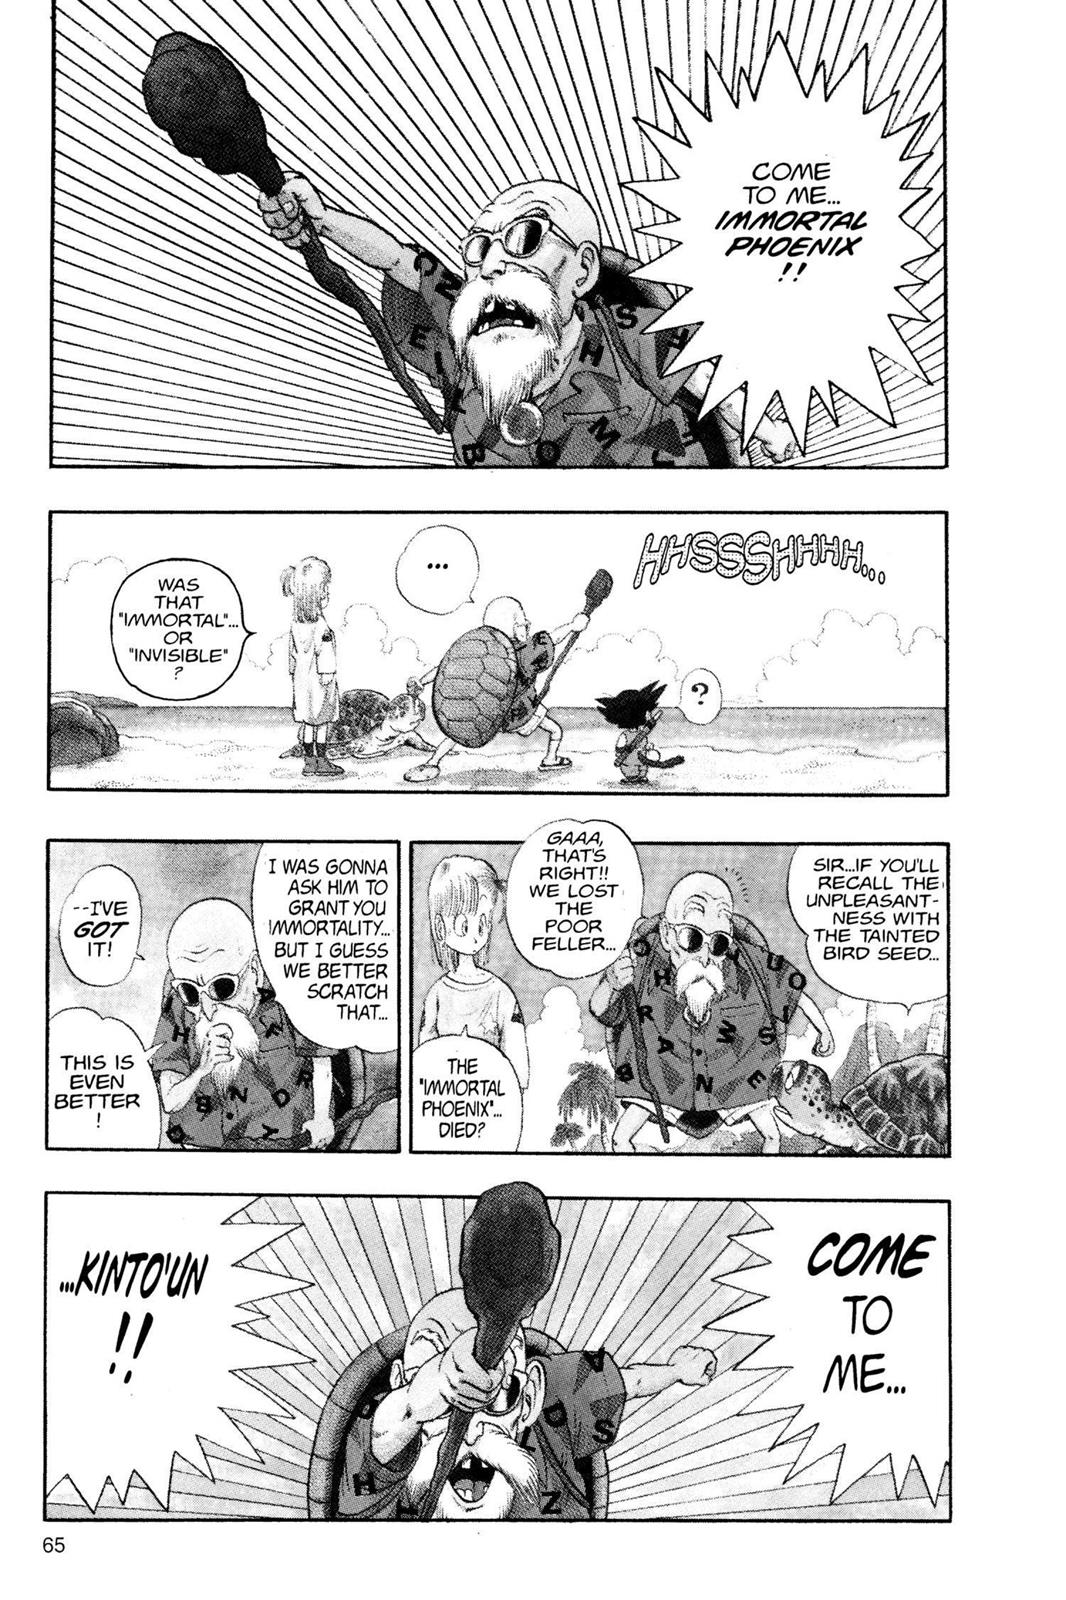 COME
TO ME...
IMMORTAL
PHOENIX
!!
HHSSSHHHH...
?
...
WAS
THAT
"IMMORTAL"...
OR
"INVISIBLE"
?
SIR...IF YOU'LL
RECALL THE
UNPLEASANT-
NESS WITH
THE TAINTED
BIRD SEED...
GAAA,
THAT'S
RIGHT!!
WE LOST
THE
POOR
FELLER...
THE
"IMMORTAL
PHOENIX"...
DIED?
I WAS GONNA
ASK HIM TO
GRANT YOU
IMMORTALITY...
BUT I GUESS
WE BETTER
SCRATCH
THAT...
--I'VE
GOT
IT!
THIS IS
EVEN
BETTER
!
COME
TO
ME...
...KINTO'UN
!!
65